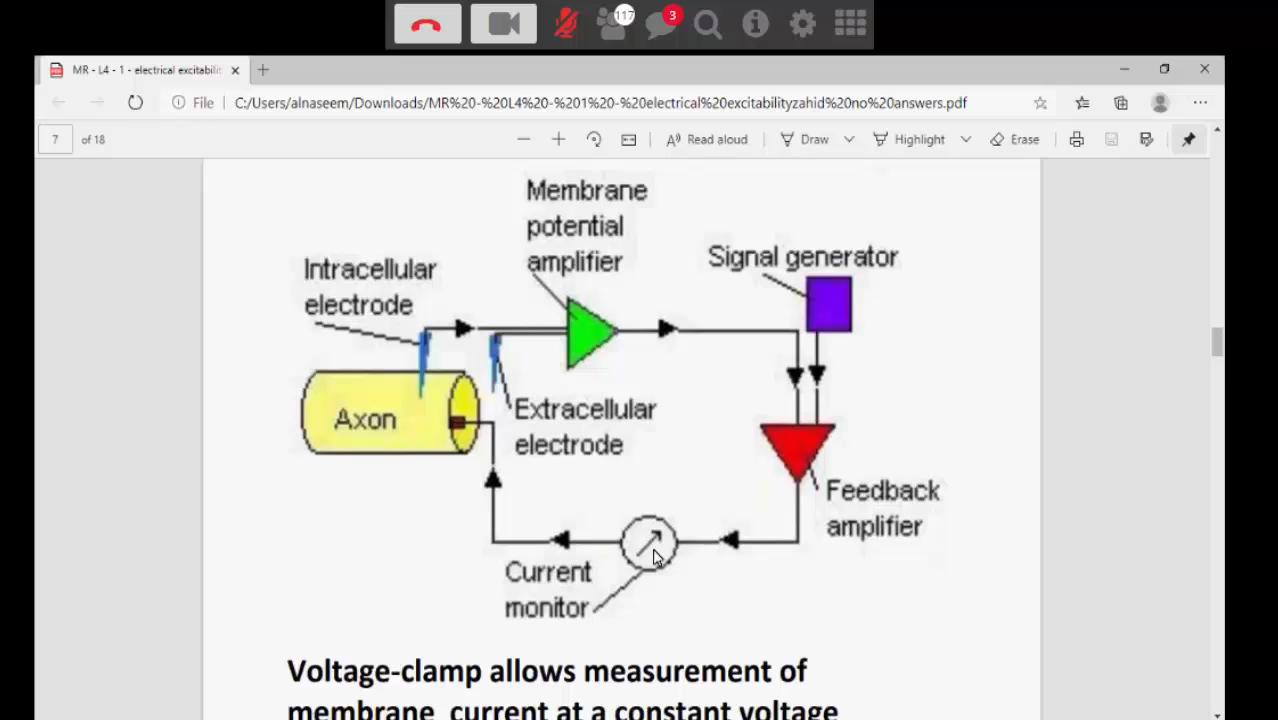 117
3
MR - L4 - 1 - electrical excitabili
File
C:/Users/alnaseem/Downloads/MR%20-%20L4%20-%201%20-%20electrical%20excitabilityzahid%20no%20answers.pdf
7 of 18
Read aloud
Draw
Highlight
Erase
Membrane
potential
amplifier
Signal generator
Intracellular
electrode
Axon
Extracellular
electrode
Feedback
amplifier
Current
monitor
Voltage-clamp allows measurement of
membrane current at a constant voltage